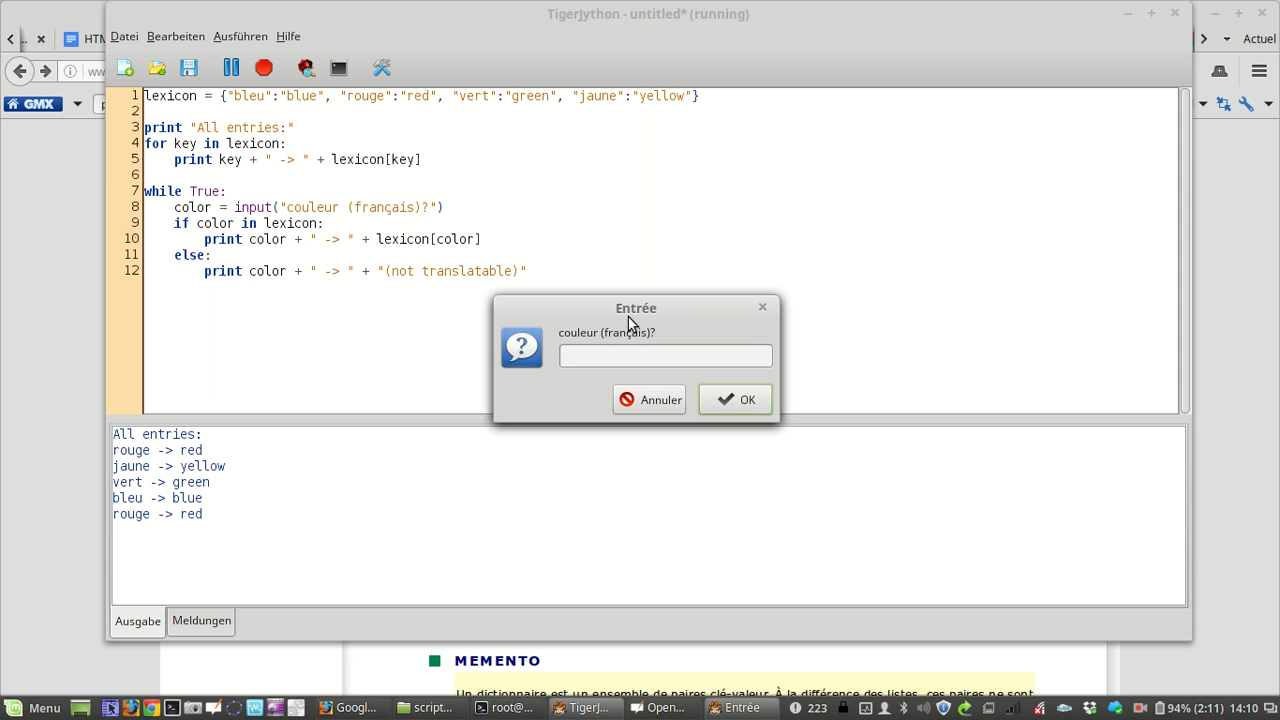 TigerJython - untitled* (running)
HTM
Actuel
Datei Bearbeiten Ausführen Hilfe
www
GMX
1 lexicon = {"bleu":"blue", "rouge":"red", "vert":"green", "jaune":"yellow"}
2
3 print "All entries:"
4 for key in lexicon:
5 print key + " -> " + lexicon[key]
6
7 while True:
8 color = input("couleur (français)?")
9 if color in lexicon:
10 print color + " -> " + lexicon[color]
11 else:
12 print color + " -> " + "(not translatable)"
Entrée
couleur (français)?
Annuler OK
All entries:
rouge -> red
jaune -> yellow
vert -> green
bleu -> blue
rouge -> red
Ausgabe Meldungen
MEMENTO
Un dictionnaire est un ensemble de paires clé-valeur. À la différence des listes, ces paires ne sont
Menu Googl... script... root@... TigerJ... Open... Entrée 223 94% (2:11) 14:10